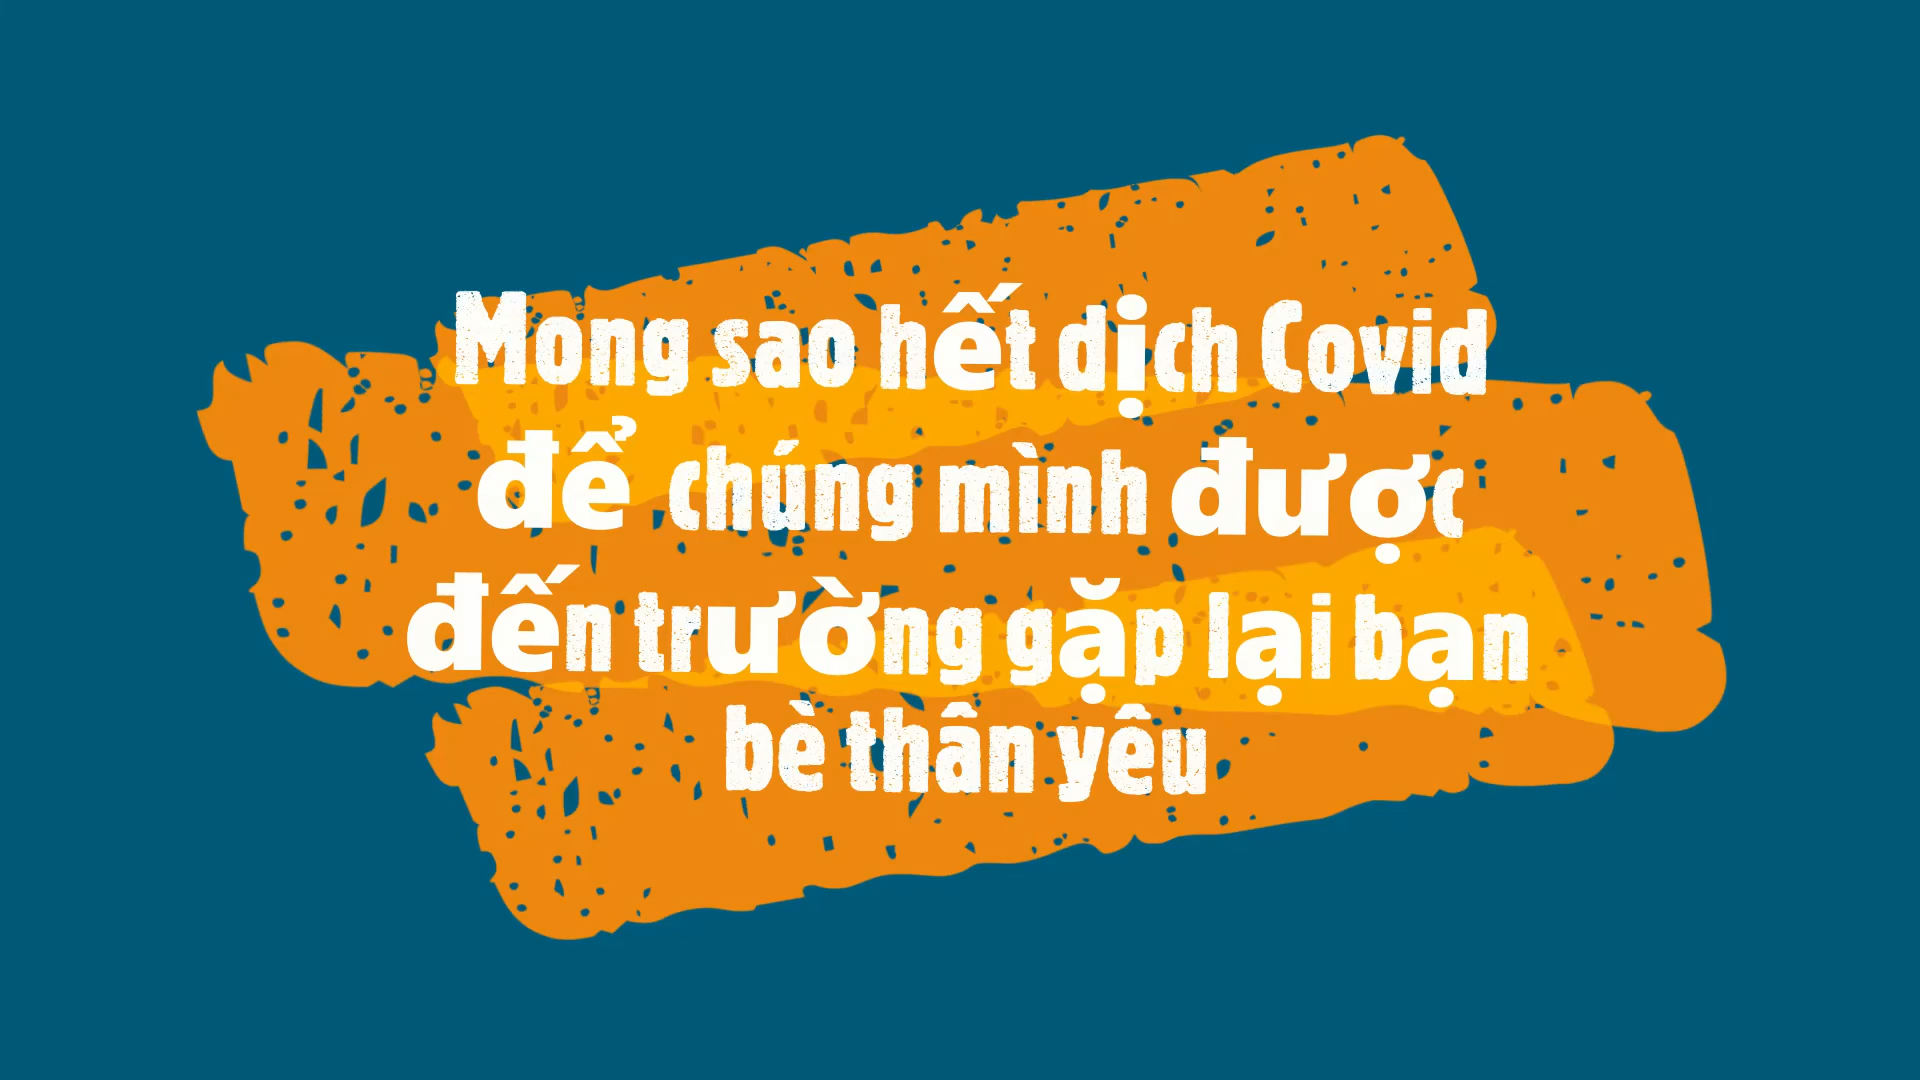 Mong sao hết dịch Covid
để chúng mình được
đến trường gặp lại bạn
bè thân yêu